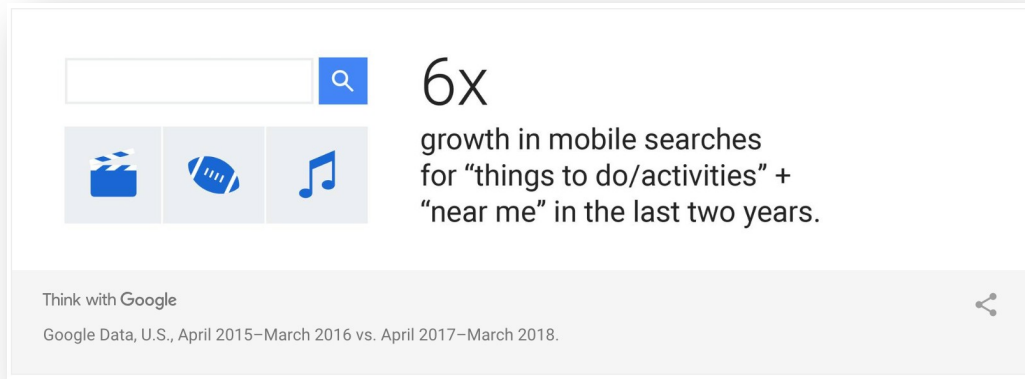 6x
growth in mobile searches
for “things to do/activities” +
“near me” in the last two years.
Think with Google
Google Data, U.S., April 2015–March 2016 vs. April 2017–March 2018.